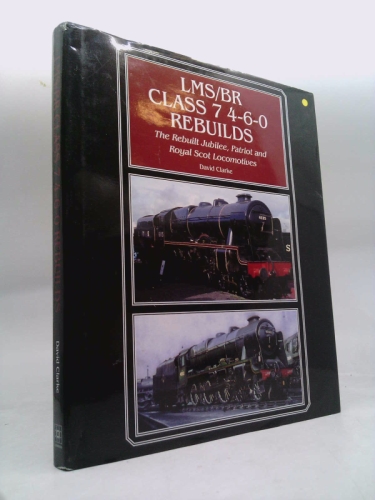 LMS/BR
CLASS 7 4-6-0
REBUILDS
The Rebuilt Jubilee, Patriot and
Royal Scot Locomotives
David Clarke
David Clarke